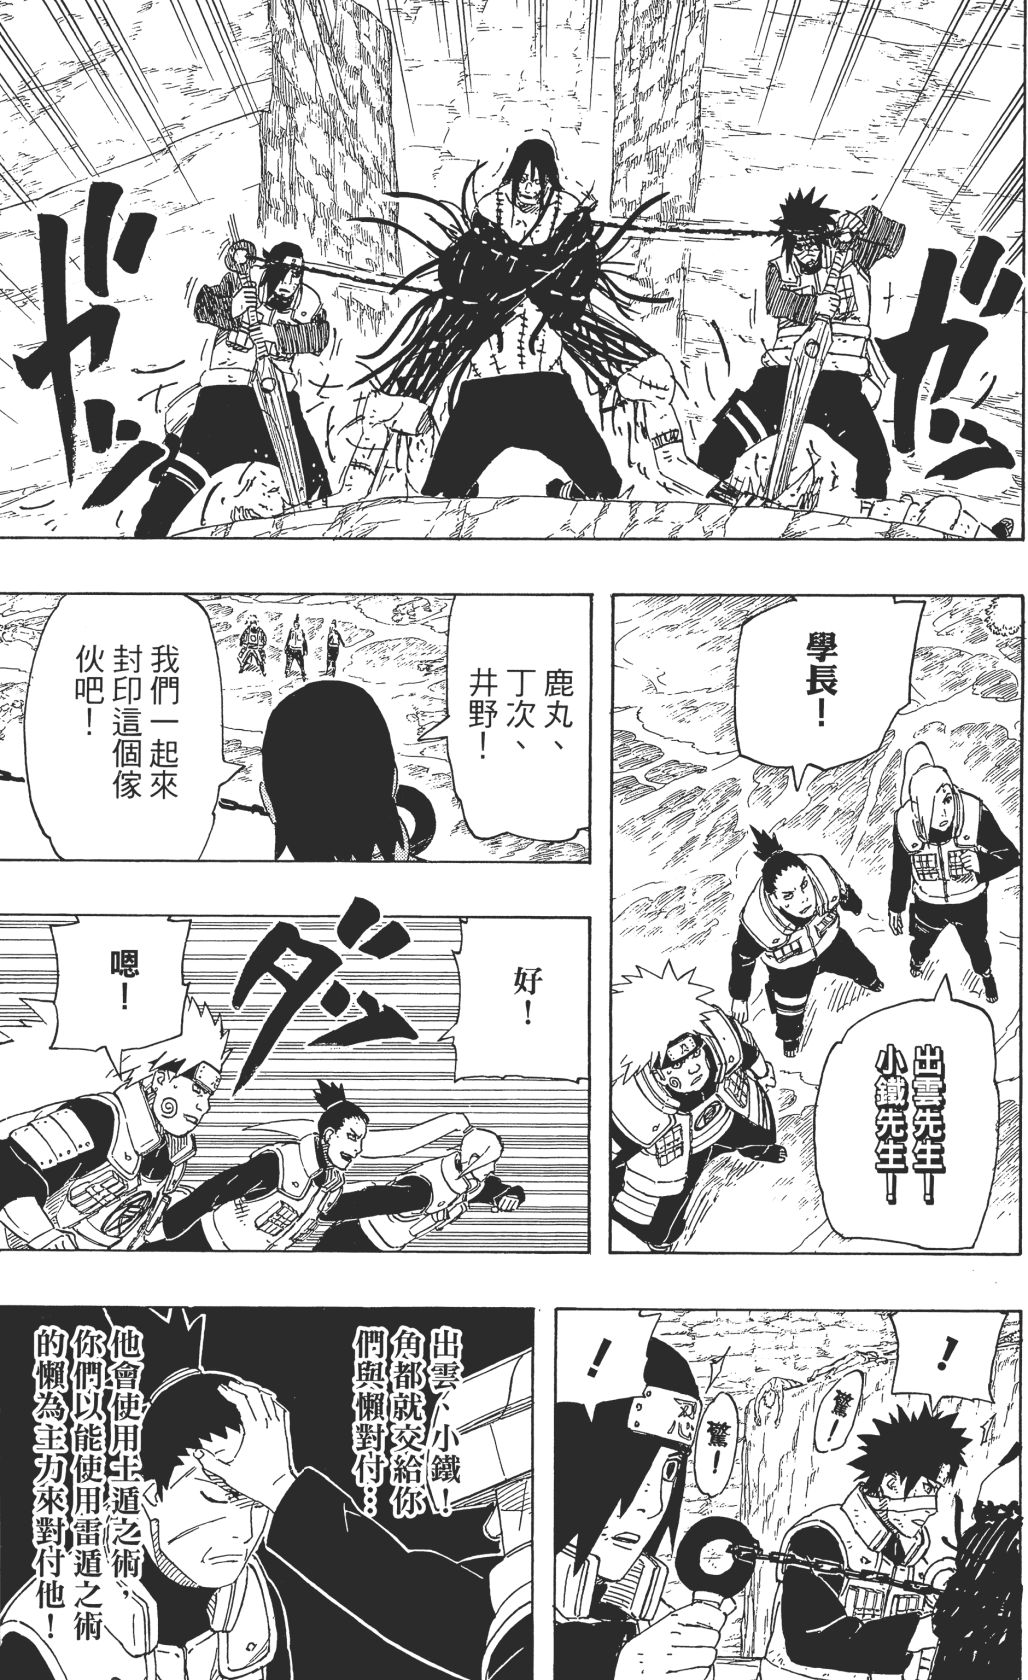 ドドッ
ドドッ
學長！
出雲先生！
小鐵先生！
鹿丸、
丁次、
井野！
我們一起來
封印這個傢
伙吧！
好！
ダッ
嗯！
！
驚！
驚！
忍
！
出雲、小鐵！
角都就交給你
們與懶對付…
他會使用土遁之術，
你們以能使用雷遁之術
的懶為主力來對付他！